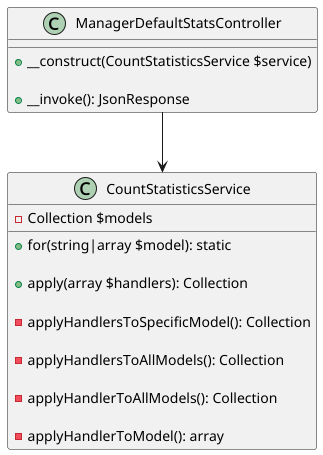 C ManagerDefaultStatsController
__construct(CountStatisticsService $service)
__invoke(): JsonResponse
C CountStatisticsService
Collection $models
for(string|array $model): static
apply(array $handlers): Collection
applyHandlersToSpecificModel(): Collection
applyHandlersToAllModels(): Collection
applyHandlerToAllModels(): Collection
applyHandlerToModel(): array